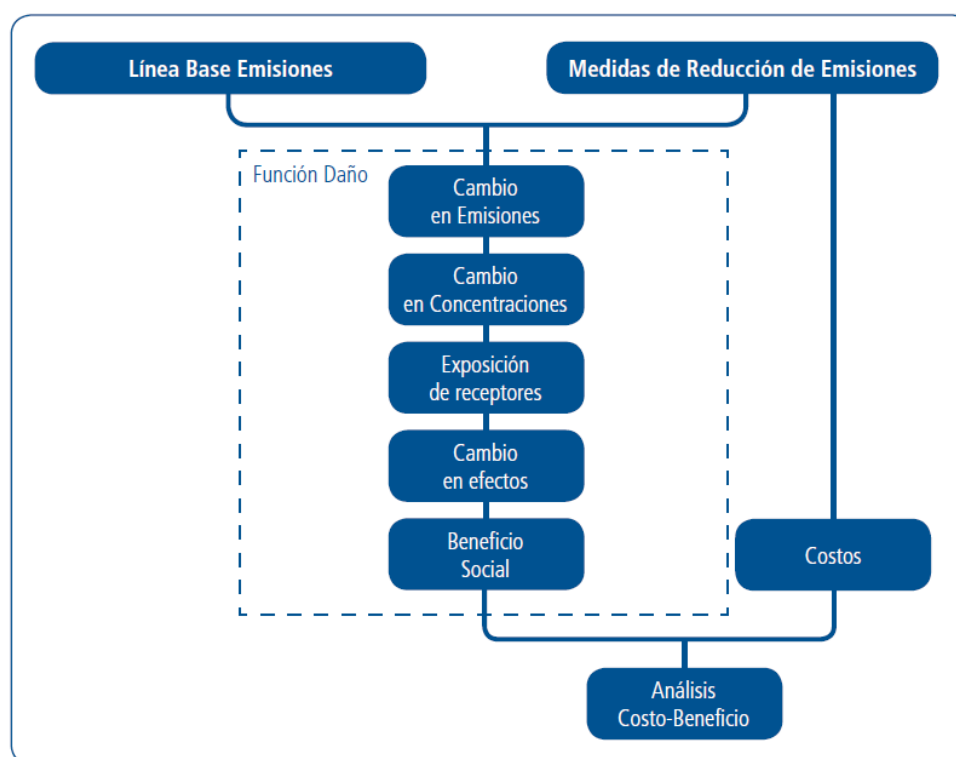 Línea Base Emisiones
Medidas de Reducción de Emisiones
Función Daño
Cambio
en Emisiones
Cambio
en Concentraciones
Exposición
de receptores
Cambio
en efectos
Beneficio
Social
Costos
Análisis
Costo-Beneficio